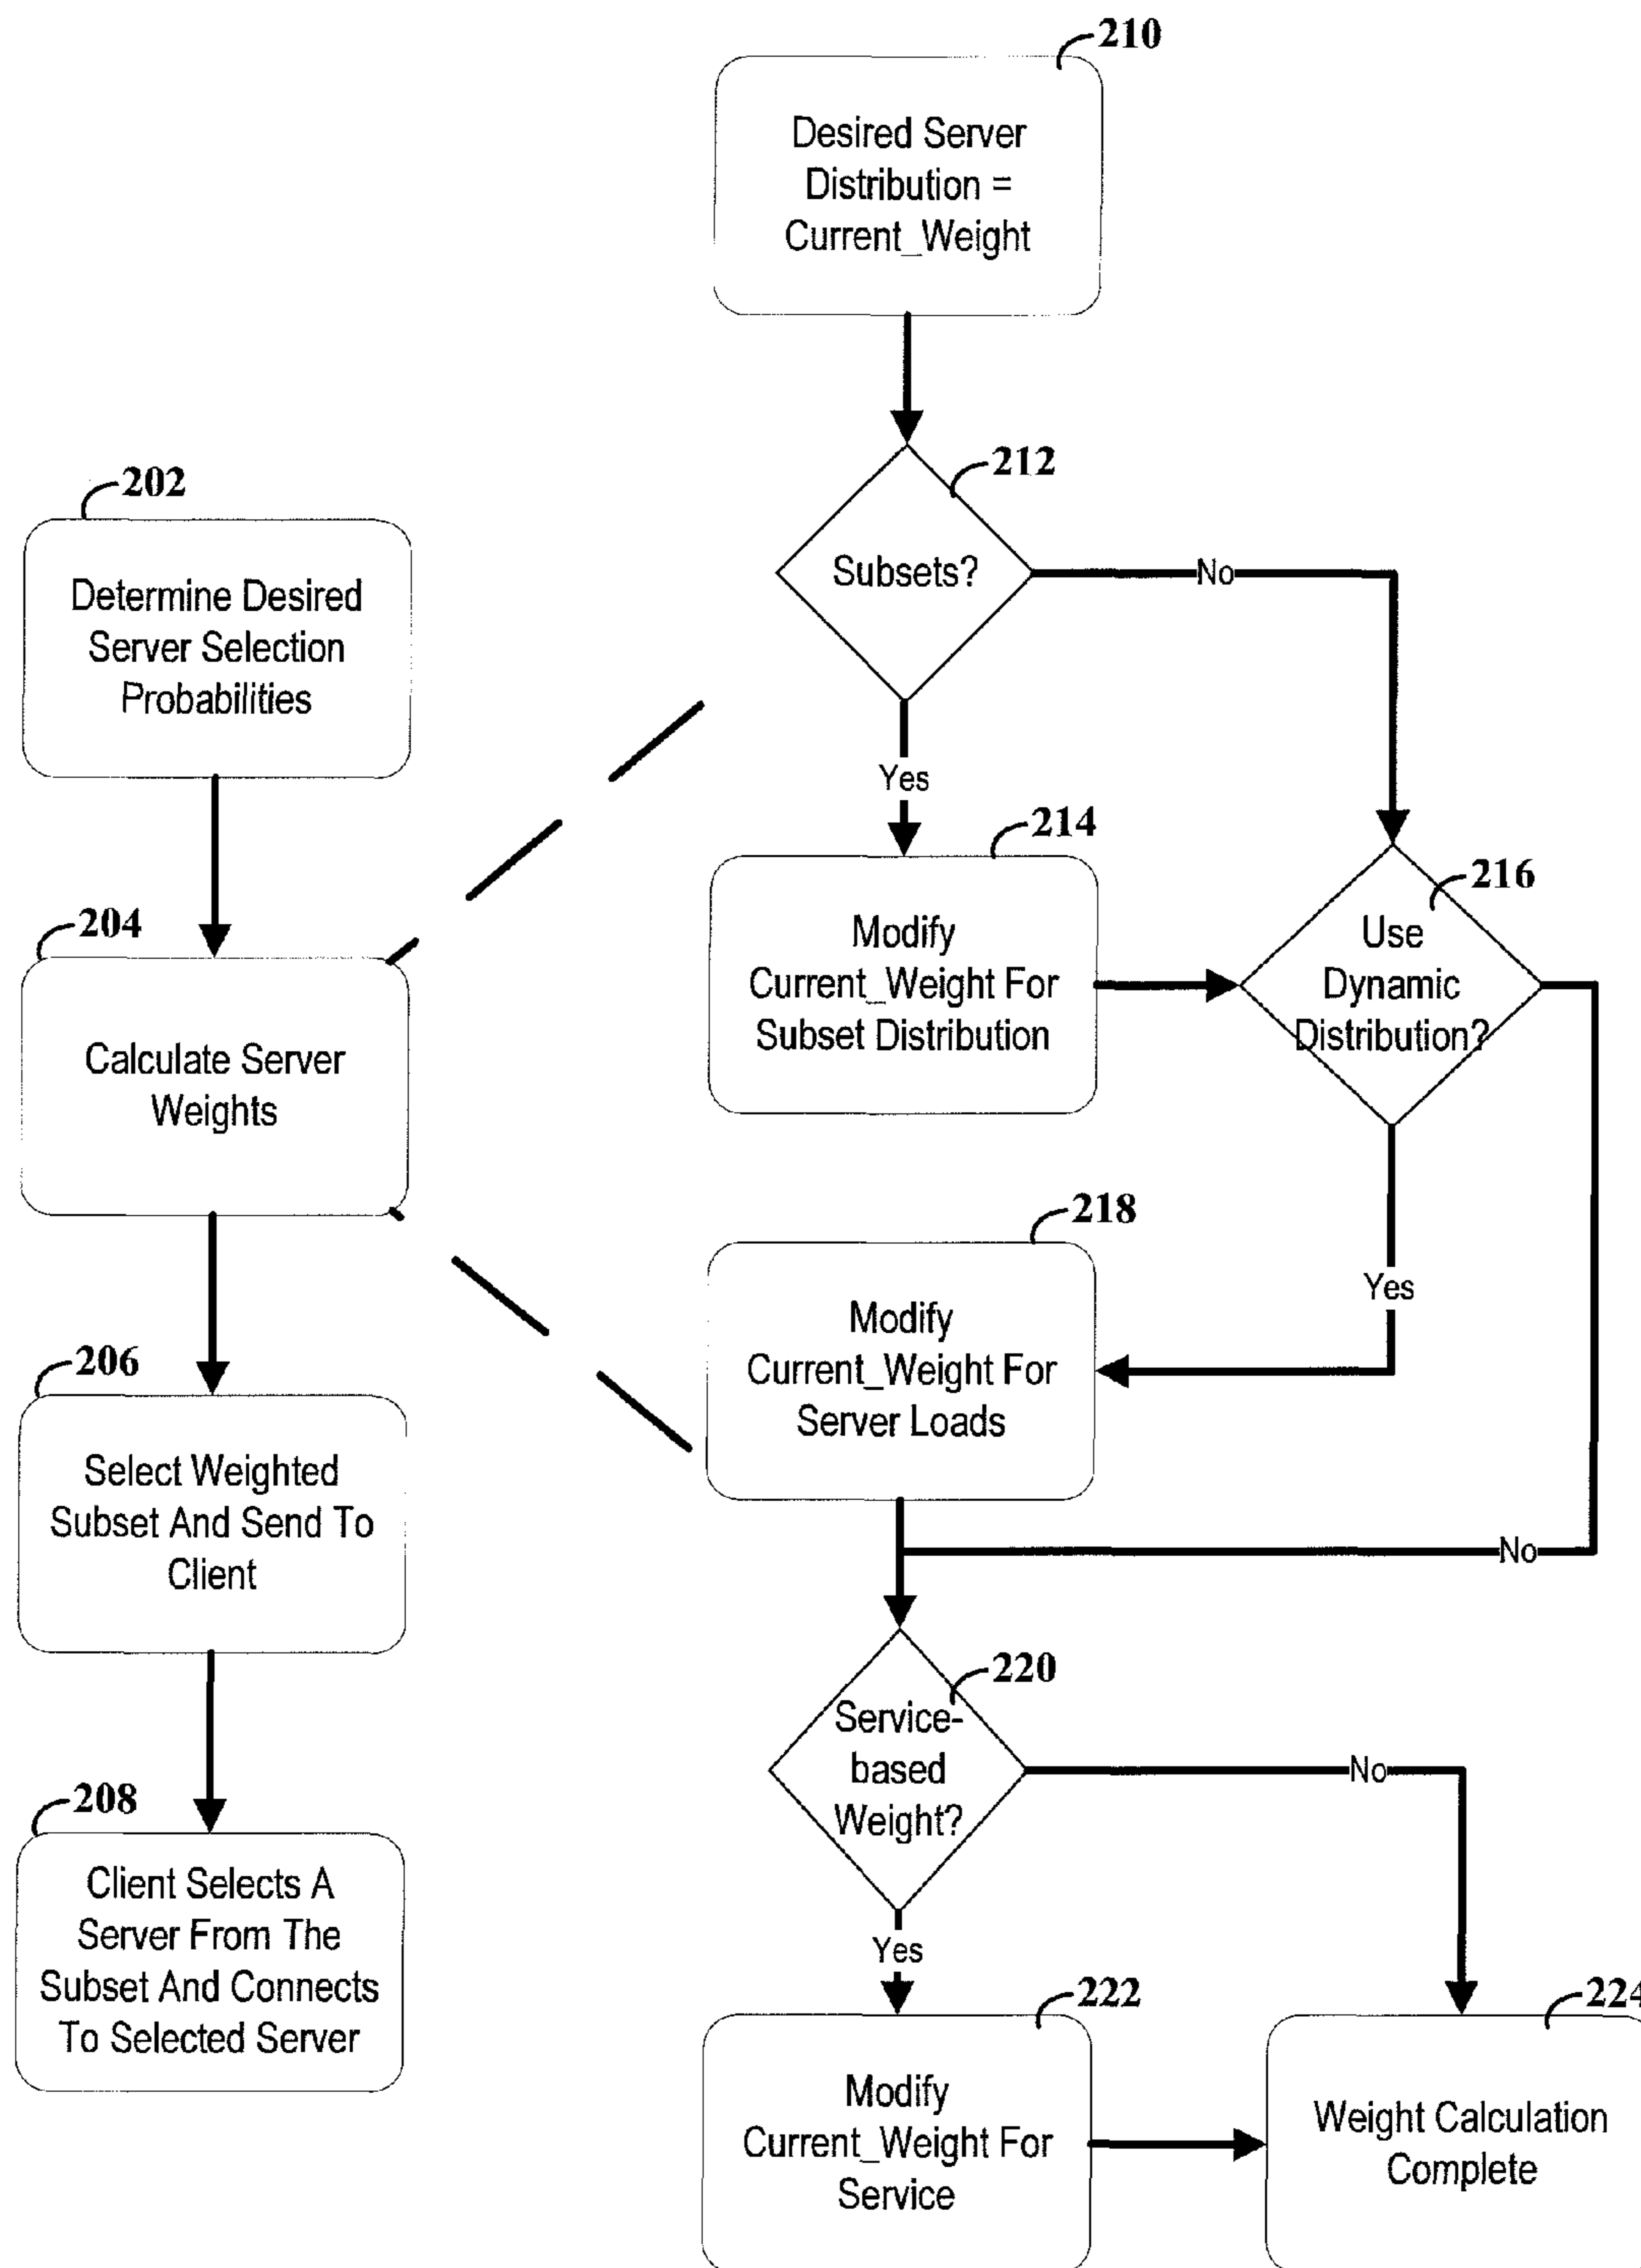 202
Determine Desired
Server Selection
Probabilities
204
Calculate Server
Weights
206
Select Weighted
Subset And Send To
Client
208
Client Selects A
Server From The
Subset And Connects
To Selected Server
210
Desired Server
Distribution =
Current_Weight
212
Subsets?
No
Yes
214
Modify
Current_Weight For
Subset Distribution
216
Use
Dynamic
Distribution?
Yes
218
Modify
Current_Weight For
Server Loads
No
220
Service-
based
Weight?
No
Yes
222
Modify
Current_Weight For
Service
224
Weight Calculation
Complete